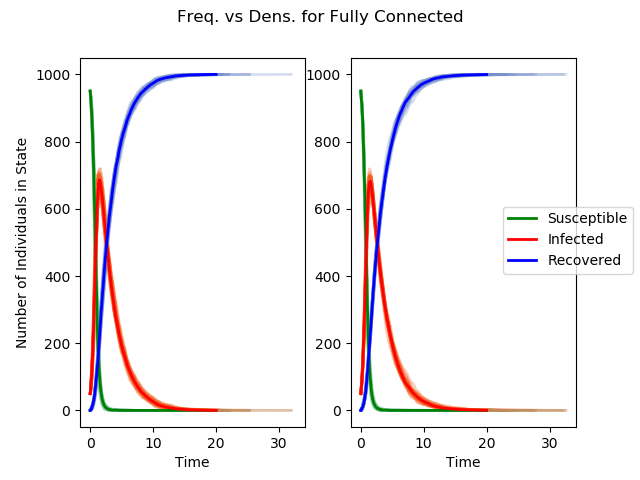 Freq. vs Dens. for Fully Connected
Number of Individuals in State
1000
800
600
400
200
0
0 10 20 30
Time
1000
800
600
400
200
0
0 10 20 30
Time
Susceptible
Infected
Recovered